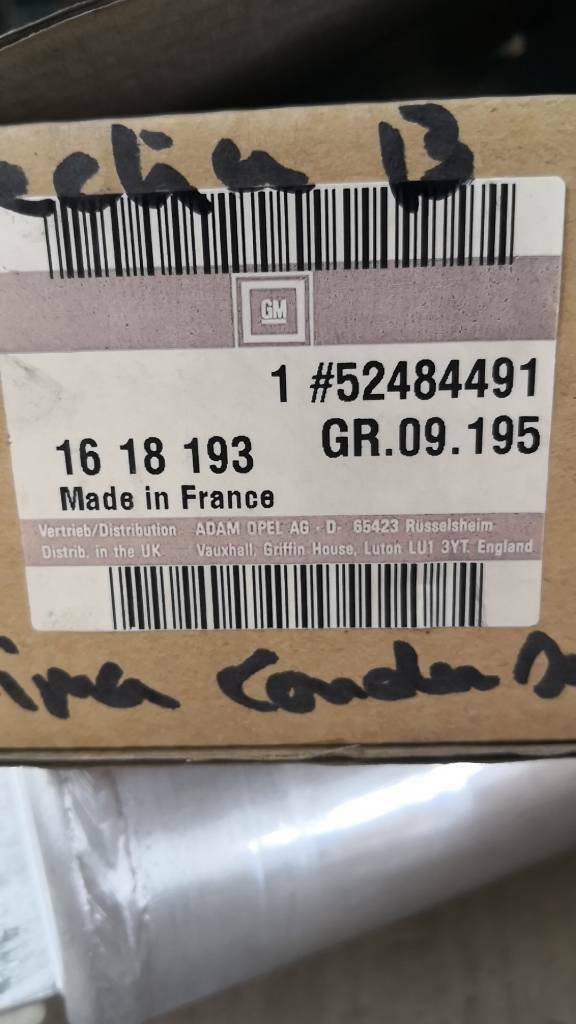 B
GM
1 #52484491
GR.09.195
16 18 193
Made in France
Vertrieb/Distribution ADAM OPEL AG - D- 65423 Rüsselsheim
Distrib. in the UK Vauxhall, Griffin House, Luton LU1 3YT. England